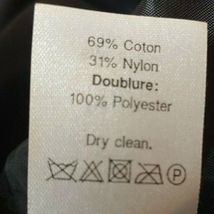 69% Coton
31% Nylon
Doublure:
100% Polyester
Dry clean.
P